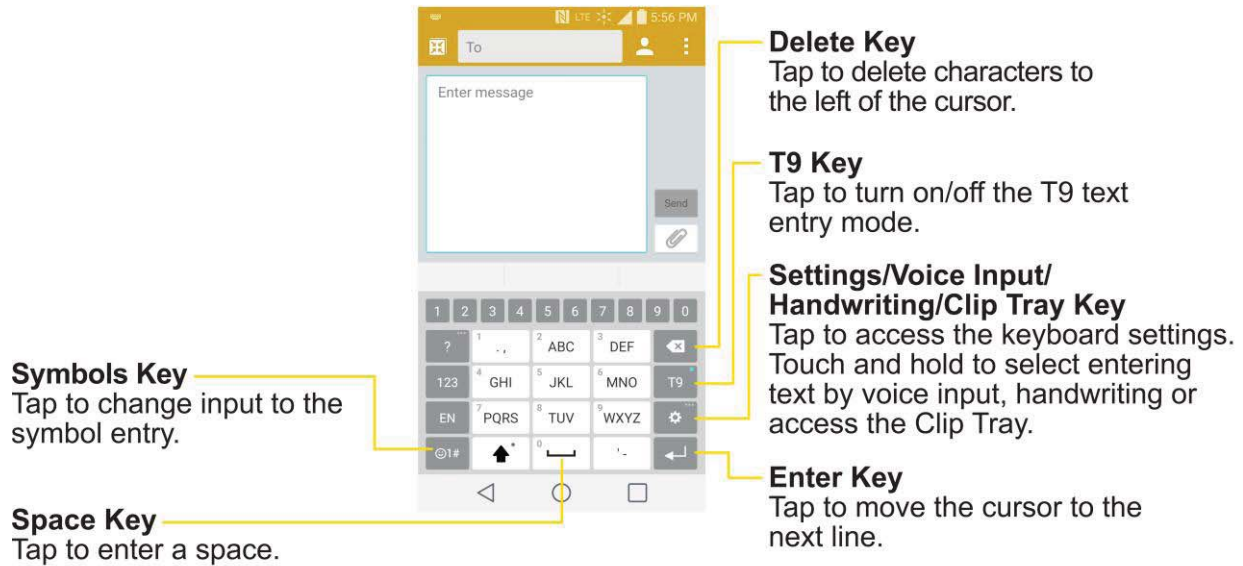 N LTE 5:56 PM
To
Enter message
Send
1 2 3 4 5 6 7 8 9 0
? 1 ., 2 ABC 3 DEF
123 4 GHI 5 JKL 6 MNO T9
EN 7 PQRS 8 TUV 9 WXYZ
☺1# 0 '-
Symbols Key
Tap to change input to the
symbol entry.
Space Key
Tap to enter a space.
Delete Key
Tap to delete characters to
the left of the cursor.
T9 Key
Tap to turn on/off the T9 text
entry mode.
Settings/Voice Input/
Handwriting/Clip Tray Key
Tap to access the keyboard settings.
Touch and hold to select entering
text by voice input, handwriting or
access the Clip Tray.
Enter Key
Tap to move the cursor to the
next line.